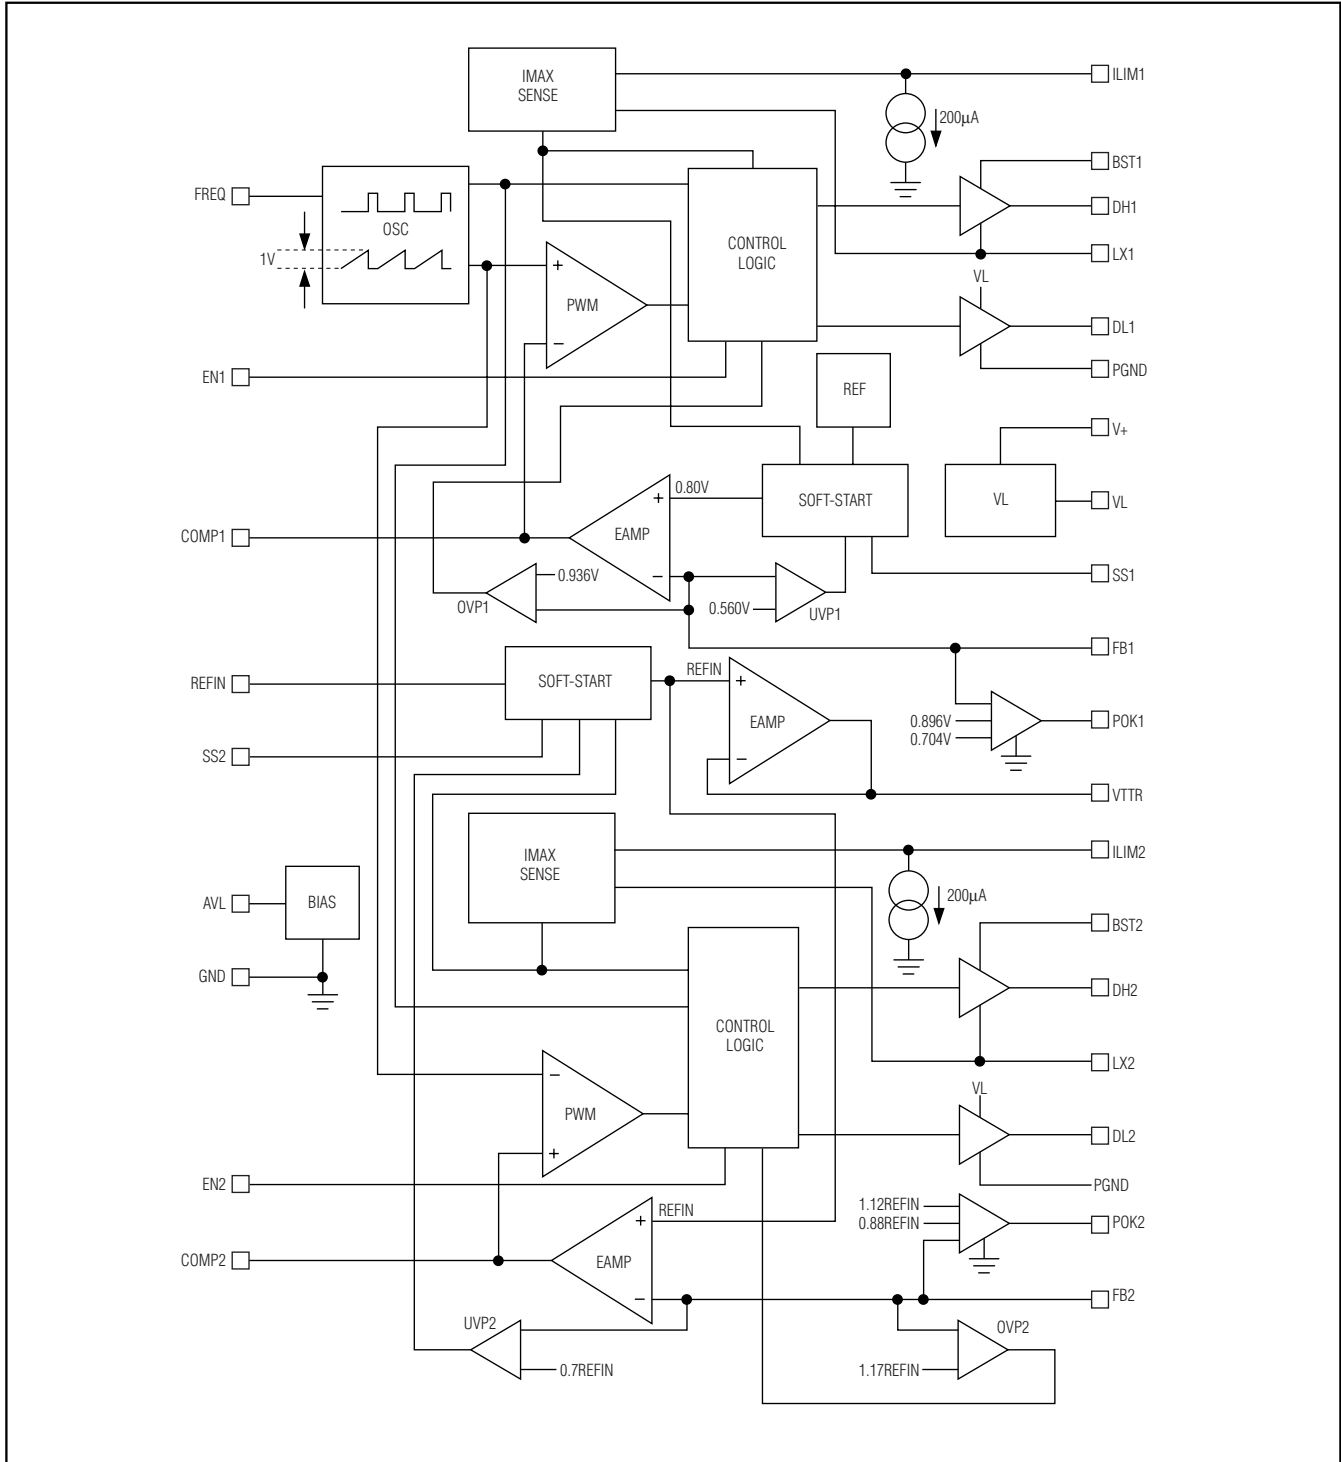 IMAX
SENSE
ILIM1
200µA
BST1
FREQ
OSC
DH1
CONTROL
LOGIC
1V
LX1
+
PWM
VL
DL1
−
EN1
PGND
REF
V+
0.80V
+
SOFT-START
VL
VL
COMP1
EAMP
−
0.936V
SS1
OVP1
0.560V
UVP1
FB1
REFIN
SOFT-START
REFIN
+
EAMP
0.896V
POK1
0.704V
SS2
−
VTTR
IMAX
SENSE
ILIM2
200µA
AVL
BIAS
BST2
GND
DH2
CONTROL
LOGIC
LX2
−
PWM
VL
DL2
+
EN2
PGND
REFIN
+
1.12REFIN
0.88REFIN
POK2
COMP2
EAMP
−
FB2
UVP2
OVP2
0.7REFIN
1.17REFIN